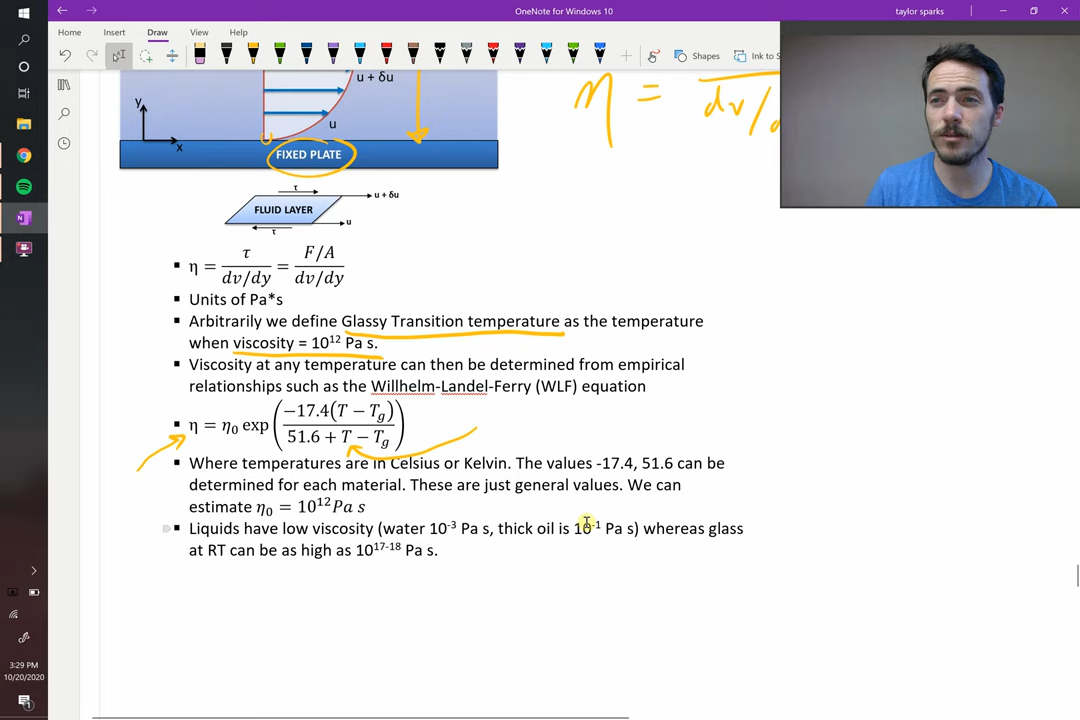 OneNote for Windows 10
taylor sparks
Home
Insert
Draw
View
Help
Shapes
Ink to S
u + δu
y
u
x
FIXED PLATE
η = dv/d
τ
u + δu
FLUID LAYER
u
τ
▪ η = τ / dv/dy = F/A / dv/dy
▪ Units of Pa*s
▪ Arbitrarily we define Glassy Transition temperature as the temperature
when viscosity = 10¹² Pa s.
▪ Viscosity at any temperature can then be determined from empirical
relationships such as the Willhelm-Landel-Ferry (WLF) equation
▪ η = η₀ exp((−17.4(T − Tg)) / (51.6 + T − Tg))
▪ Where temperatures are in Celsius or Kelvin. The values -17.4, 51.6 can be
determined for each material. These are just general values. We can
estimate η₀ = 10¹² Pa s
▪ Liquids have low viscosity (water 10⁻³ Pa s, thick oil is 10⁻¹ Pa s) whereas glass
at RT can be as high as 10¹⁷⁻¹⁸ Pa s.
3:29 PM
10/20/2020